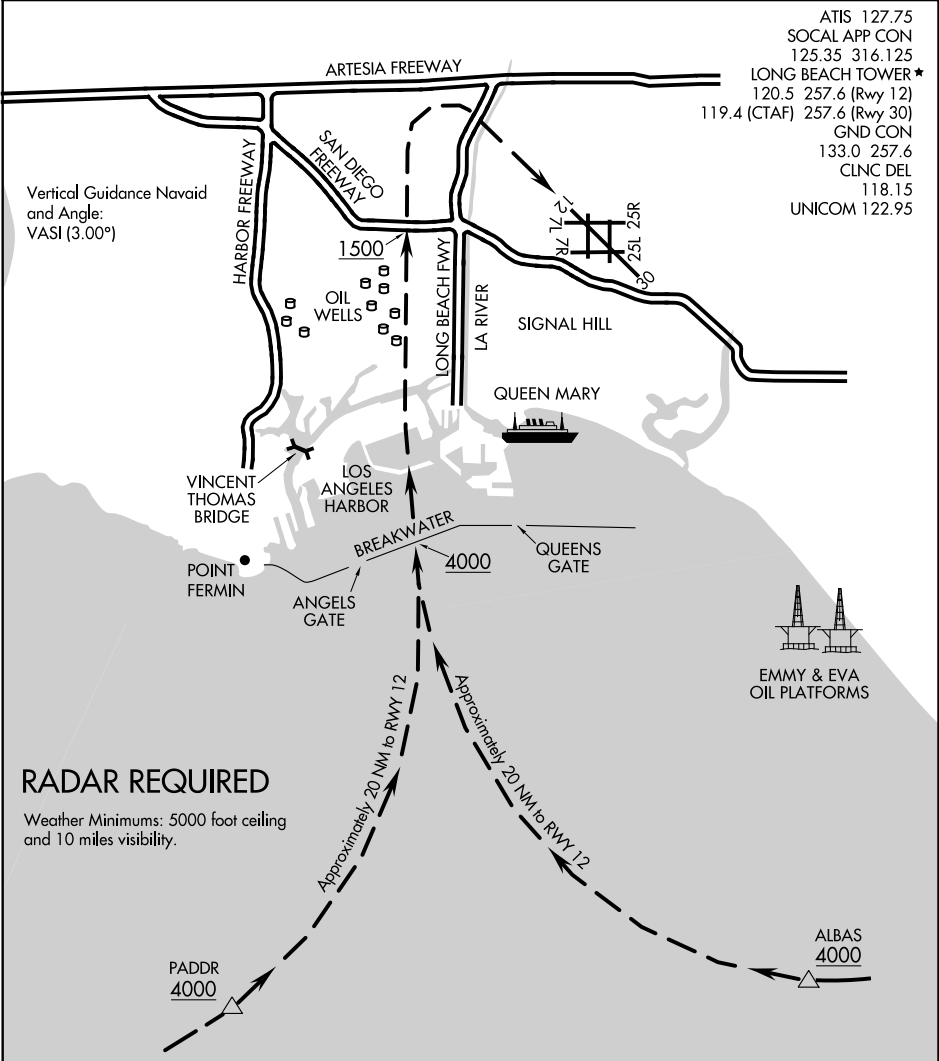 ATIS 127.75
SOCAL APP CON
125.35 316.125
LONG BEACH TOWER★
120.5 257.6 (Rwy 12)
119.4 (CTAF) 257.6 (Rwy 30)
GND CON
133.0 257.6
CLNC DEL
118.15
UNICOM 122.95
ARTESIA FREEWAY
SAN DIEGO
FREEWAY
Vertical Guidance Navaid
and Angle:
VASI (3.00°)
HARBOR FREEWAY
12
7L
25R
7R
25L
30
1500
OIL
WELLS
LONG BEACH FWY
LA RIVER
SIGNAL HILL
QUEEN MARY
VINCENT
THOMAS
BRIDGE
LOS
ANGELES
HARBOR
BREAKWATER
4000
QUEENS
GATE
POINT
FERMIN
ANGELS
GATE
EMMY & EVA
OIL PLATFORMS
Approximately 20 NM to RWY 12
Approximately 20 NM to RWY 12
RADAR REQUIRED
Weather Minimums: 5000 foot ceiling
and 10 miles visibility.
PADDR
4000
ALBAS
4000